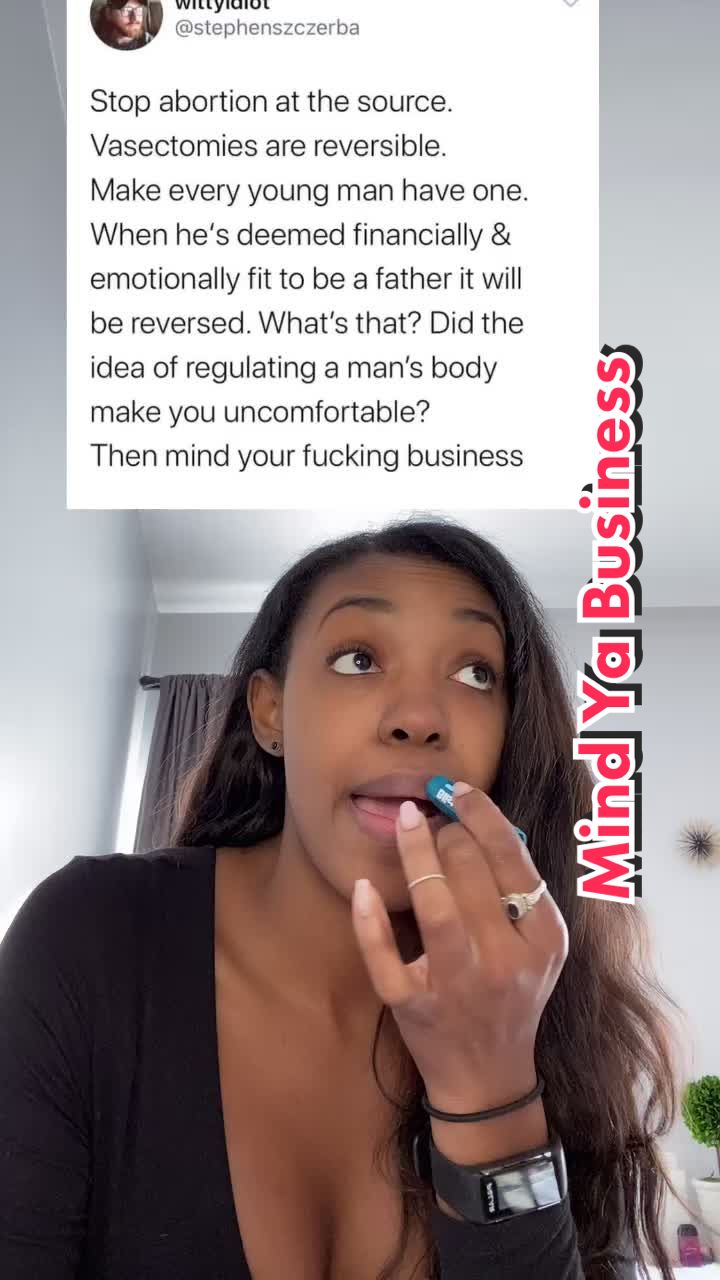 wittyidiot
@stephenszczerba
Stop abortion at the source.
Vasectomies are reversible.
Make every young man have one.
When he's deemed financially &
emotionally fit to be a father it will
be reversed. What's that? Did the
idea of regulating a man's body
make you uncomfortable?
Then mind your fucking business
Mind Ya Business